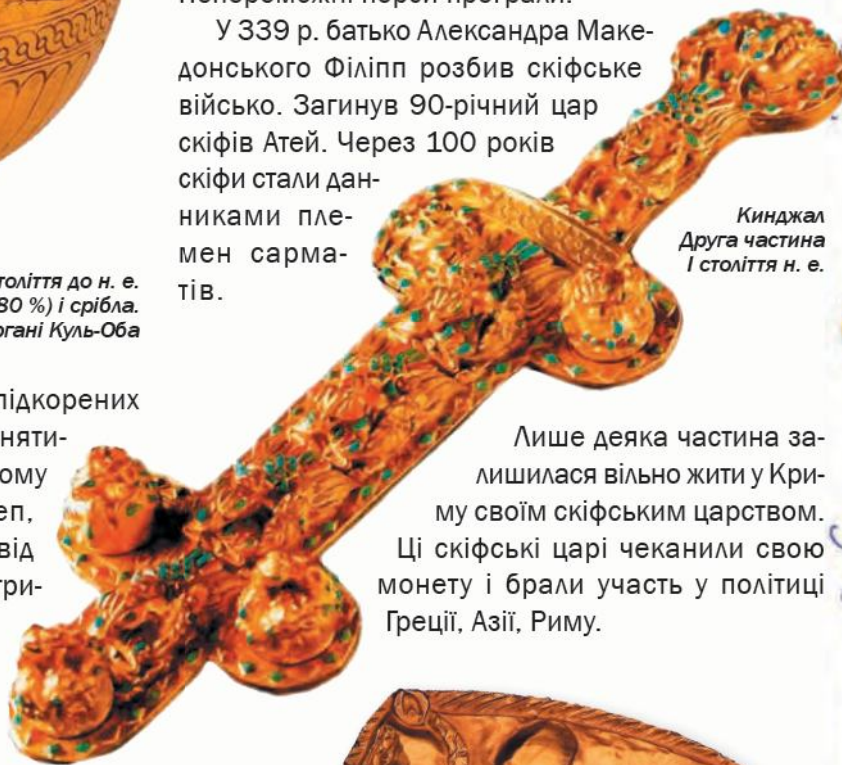 У 339 р. батько Александра Маке-
донського Філіпп розбив скіфське
військо. Загинув 90-річний цар
скіфів Атей. Через 100 років
скіфи стали дан-
никами пле-
мен сарма-
тів.
Кинджал
Друга частина
I століття н. е.
століття до н. е.
80 %) і срібла.
Куль-Оба
підкорених
Лише деяка частина за-
лишилася вільно жити у Кри-
му своїм скіфським царством.
Ці скіфські царі чеканили свою
монету і брали участь у політиці
Греції, Азії, Риму.